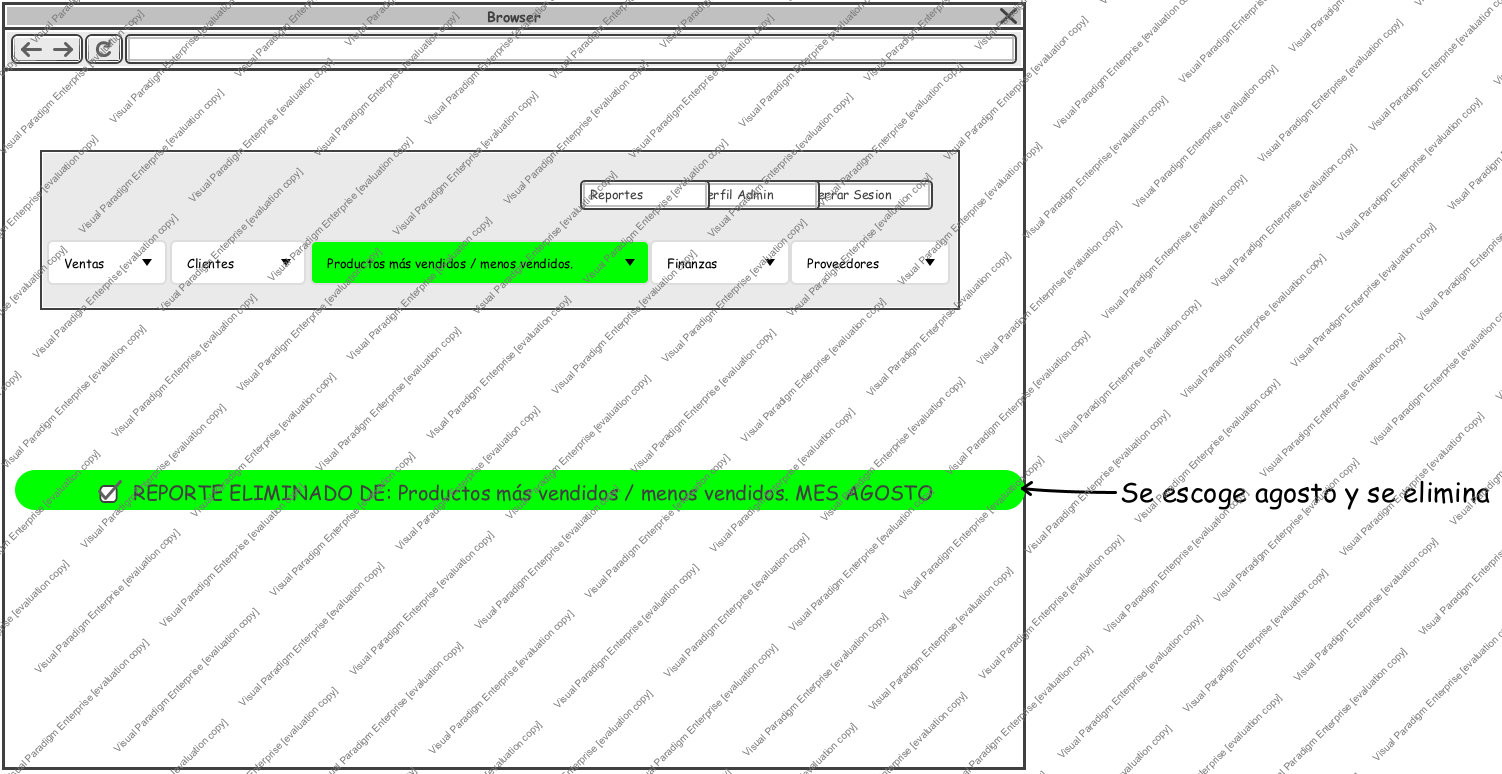 Browser
Reportes erfil Admin errar Sesion
Ventas Clientes Productos más vendidos / menos vendidos. Finanzas Proveedores
REPORTE ELIMINADO DE: Productos más vendidos / menos vendidos. MES AGOSTO
Se escoge agosto y se elimina
Visual Paradigm Enterprise [evaluation copy]